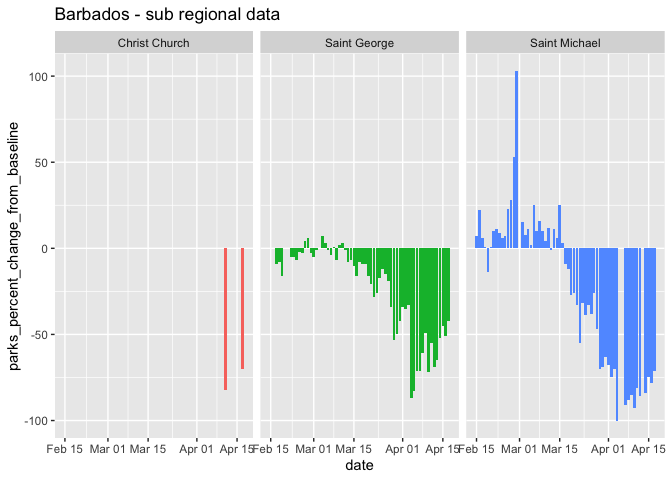 Barbados - sub regional data
Christ Church
Saint George
Saint Michael
parks_percent_change_from_baseline
100
50
0
-50
-100
Feb 15 Mar 01 Mar 15 Apr 01 Apr 15
Feb 15 Mar 01 Mar 15 Apr 01 Apr 15
Feb 15 Mar 01 Mar 15 Apr 01 Apr 15
date